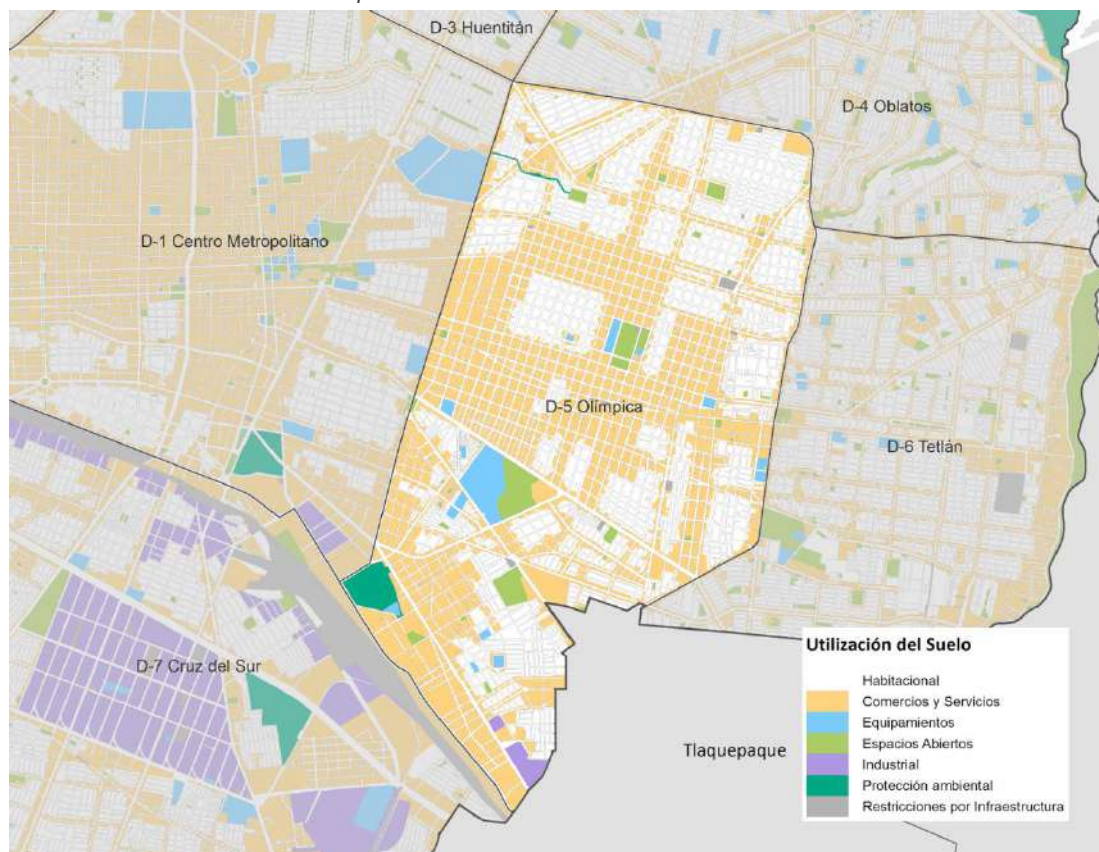 D-3 Huentitán
D-4 Oblatos
D-1 Centro Metropolitano
D-5 Olímpica
D-6 Tetlán
D-7 Cruz del Sur
Tlaquepaque
Utilización del Suelo
Habitacional
Comercios y Servicios
Equipamientos
Espacios Abiertos
Industrial
Protección ambiental
Restricciones por Infraestructura